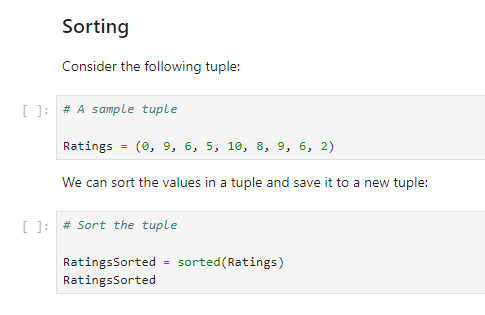 Sorting
Consider the following tuple:
[ ]: # A sample tuple
Ratings = (0, 9, 6, 5, 10, 8, 9, 6, 2)
We can sort the values in a tuple and save it to a new tuple:
[ ]: # Sort the tuple
RatingsSorted = sorted(Ratings)
RatingsSorted